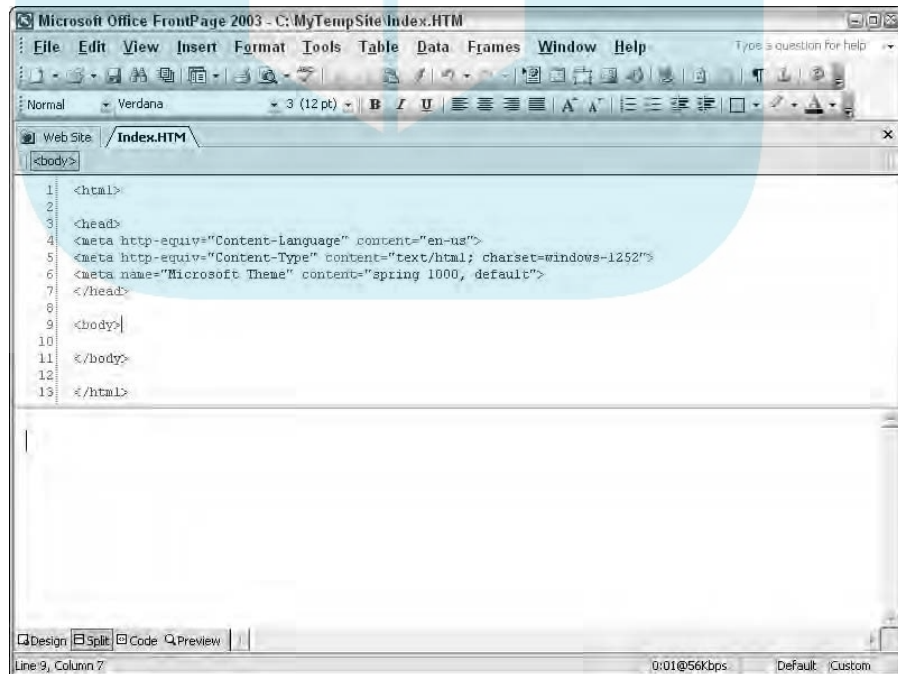 Microsoft Office FrontPage 2003 - C:\MyTempSite\Index.HTM
File Edit View Insert Format Tools Table Data Frames Window Help Type a question for help
Normal Verdana 3 (12 pt) B I U A A A
Web Site Index.HTM
<body>
1 <html>
2
3 <head>
4 <meta http-equiv="Content-Language" content="en-us">
5 <meta http-equiv="Content-Type" content="text/html; charset=windows-1252">
6 <meta name="Microsoft Theme" content="spring 1000, default">
7 </head>
8
9 <body>
10
11 </body>
12
13 </html>
Design Split Code Preview
Line 9, Column 7 0:01@56Kbps Default Custom